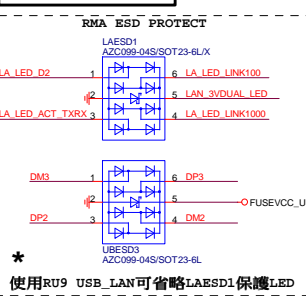 RMA ESD PROTECT
LAESD1
AZC099-04S/SOT23-6L/X
LA_LED_D2 1 6 LA_LED_LINK100
2 5 LAN_3VDUAL_LED
LA_LED_ACT_TXRX 3 4 LA_LED_LINK1000
DM3 1 6 DP3
2 5 FUSEVCC_U
DP2 3 4 DM2
UBESD3
AZC099-04S/SOT23-6L
*
使用RU9 USB_LAN可省略LAESD1保護LED